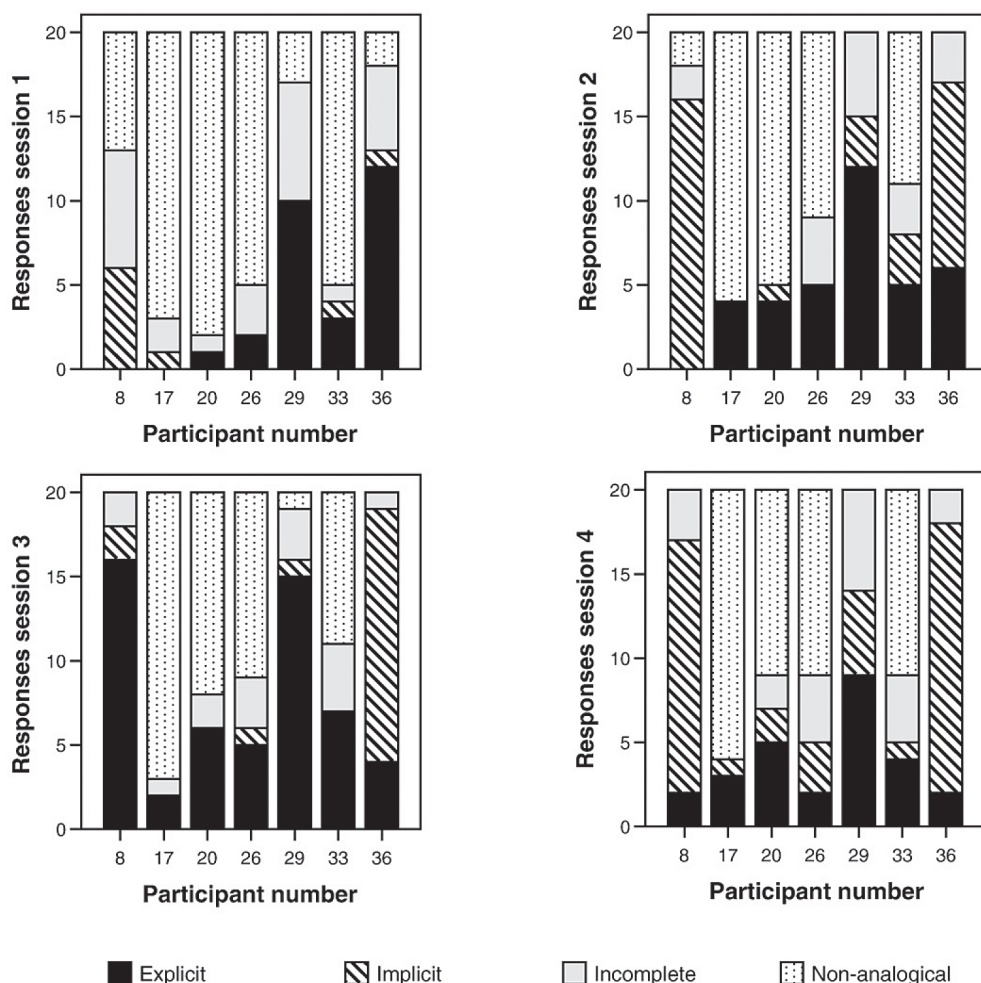 Responses session 1
20
15
10
5
0
8 17 20 26 29 33 36
Participant number
Responses session 2
20
15
10
5
0
8 17 20 26 29 33 36
Participant number
Responses session 3
20
15
10
5
0
8 17 20 26 29 33 36
Participant number
Responses session 4
20
15
10
5
0
8 17 20 26 29 33 36
Participant number
Explicit Implicit Incomplete Non-analogical